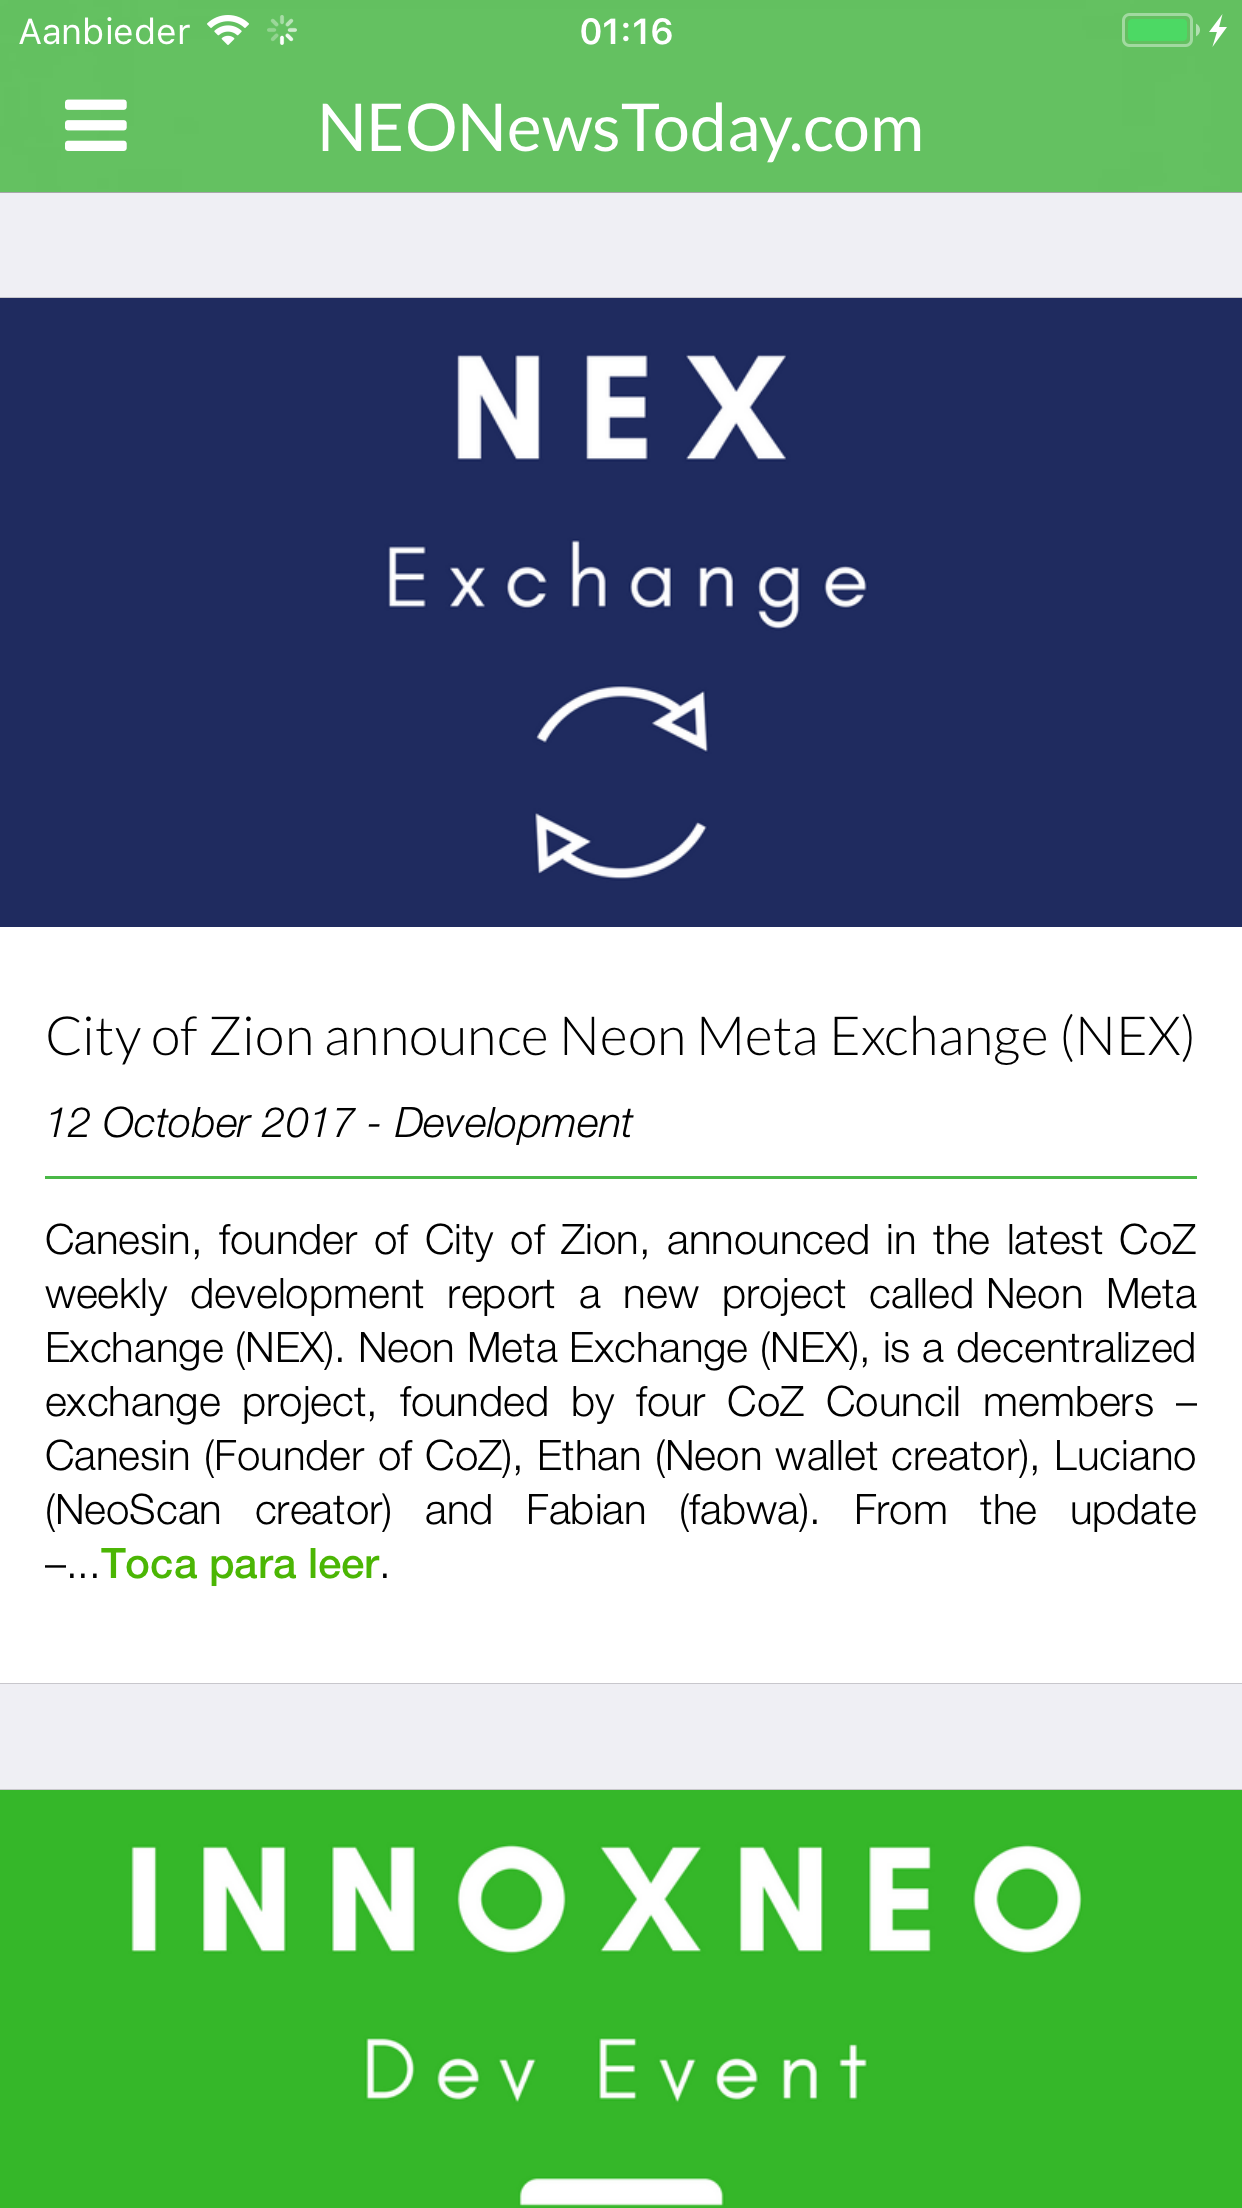 Aanbieder 01:16
NEONewsToday.com
NEX
Exchange
City of Zion announce Neon Meta Exchange (NEX)
12 October 2017 - Development
Canesin, founder of City of Zion, announced in the latest CoZ
weekly development report a new project called Neon Meta
Exchange (NEX). Neon Meta Exchange (NEX), is a decentralized
exchange project, founded by four CoZ Council members –
Canesin (Founder of CoZ), Ethan (Neon wallet creator), Luciano
(NeoScan creator) and Fabian (fabwa). From the update
–...Toca para leer.
INNOXNEO
Dev Event